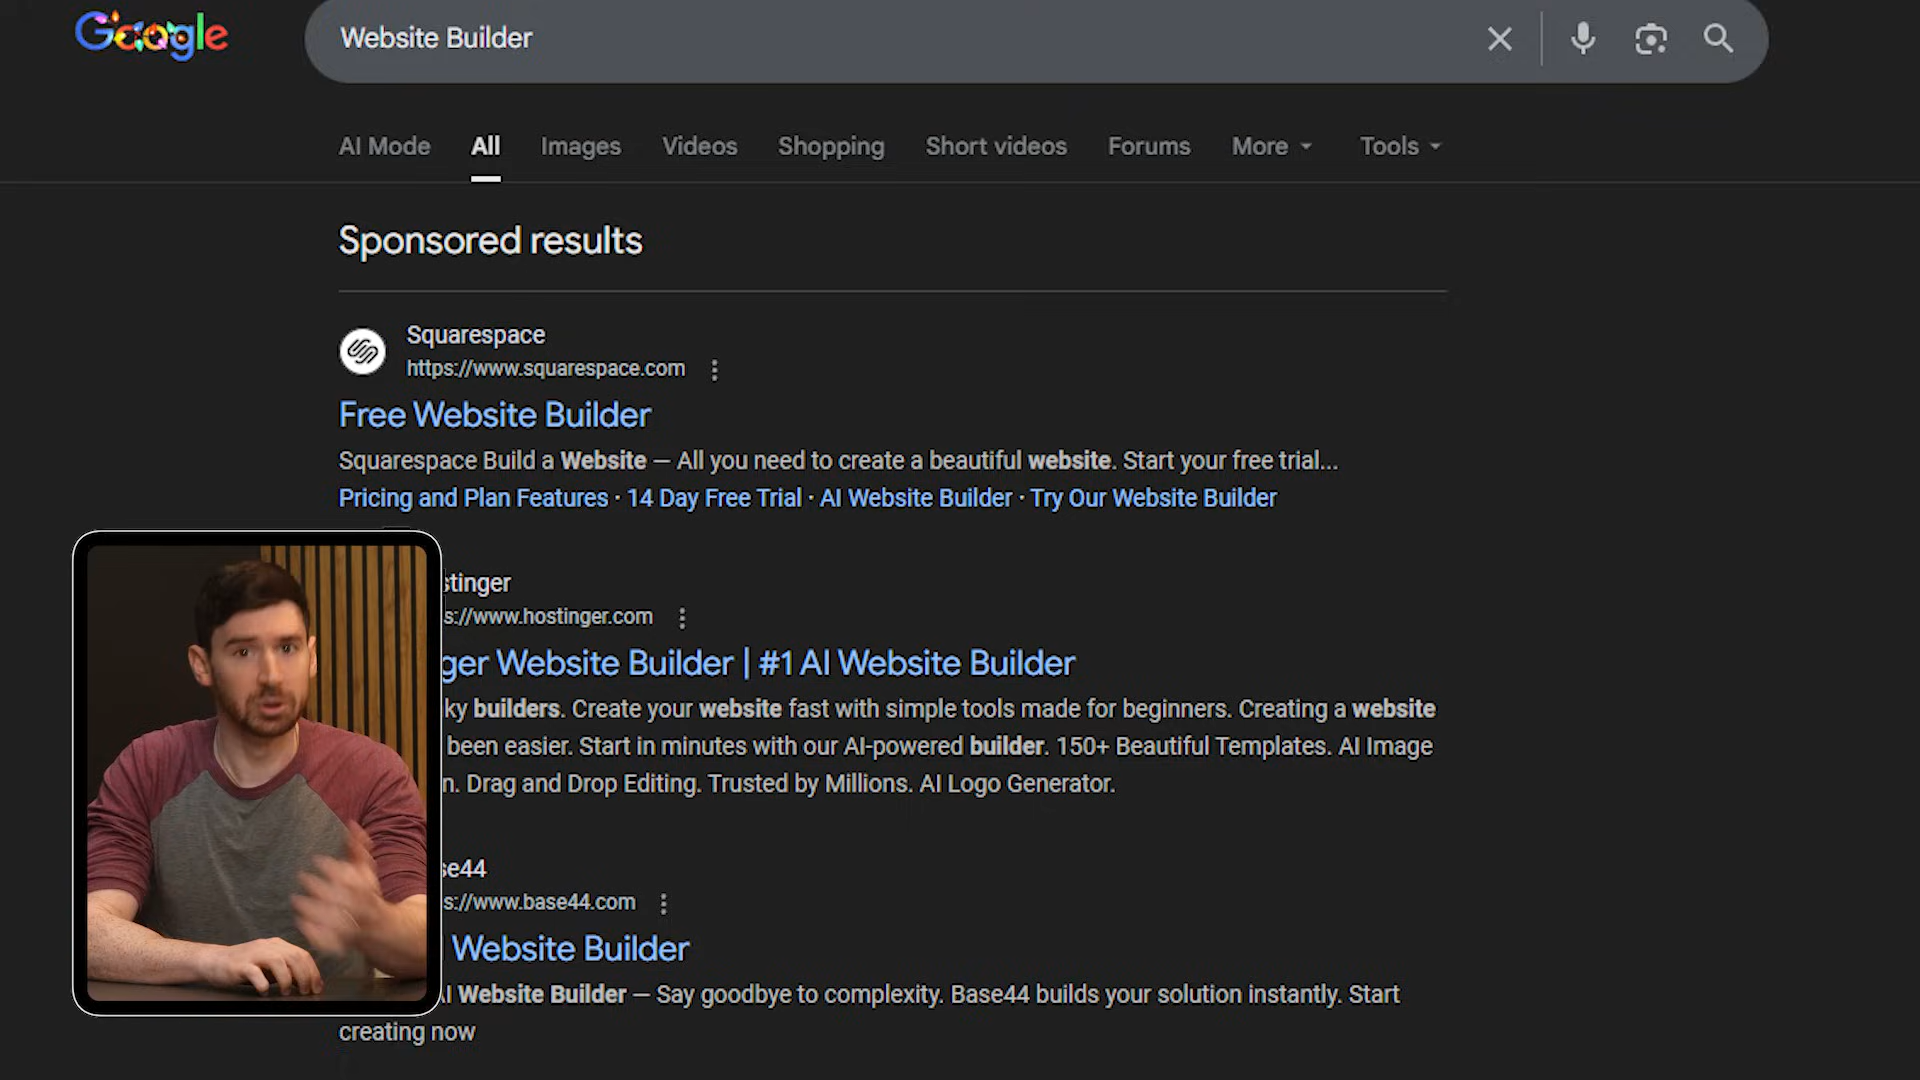 Google
Website Builder
AI Mode All Images Videos Shopping Short videos Forums More Tools
Sponsored results
Squarespace
https://www.squarespace.com
Free Website Builder
Squarespace Build a Website — All you need to create a beautiful website. Start your free trial...
Pricing and Plan Features · 14 Day Free Trial · AI Website Builder · Try Our Website Builder
stinger
s://www.hostinger.com
ger Website Builder | #1 AI Website Builder
ky builders. Create your website fast with simple tools made for beginners. Creating a website
been easier. Start in minutes with our AI-powered builder. 150+ Beautiful Templates. AI Image
n. Drag and Drop Editing. Trusted by Millions. AI Logo Generator.
se44
s://www.base44.com
Website Builder
AI Website Builder — Say goodbye to complexity. Base44 builds your solution instantly. Start
creating now